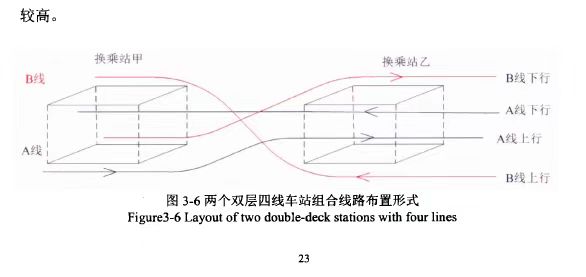 较高。
换乘站甲
换乘站乙
B线
B线下行
A线下行
A线
A线上行
B线上行
图 3-6 两个双层四线车站组合线路布置形式
Figure3-6 Layout of two double-deck stations with four lines
23